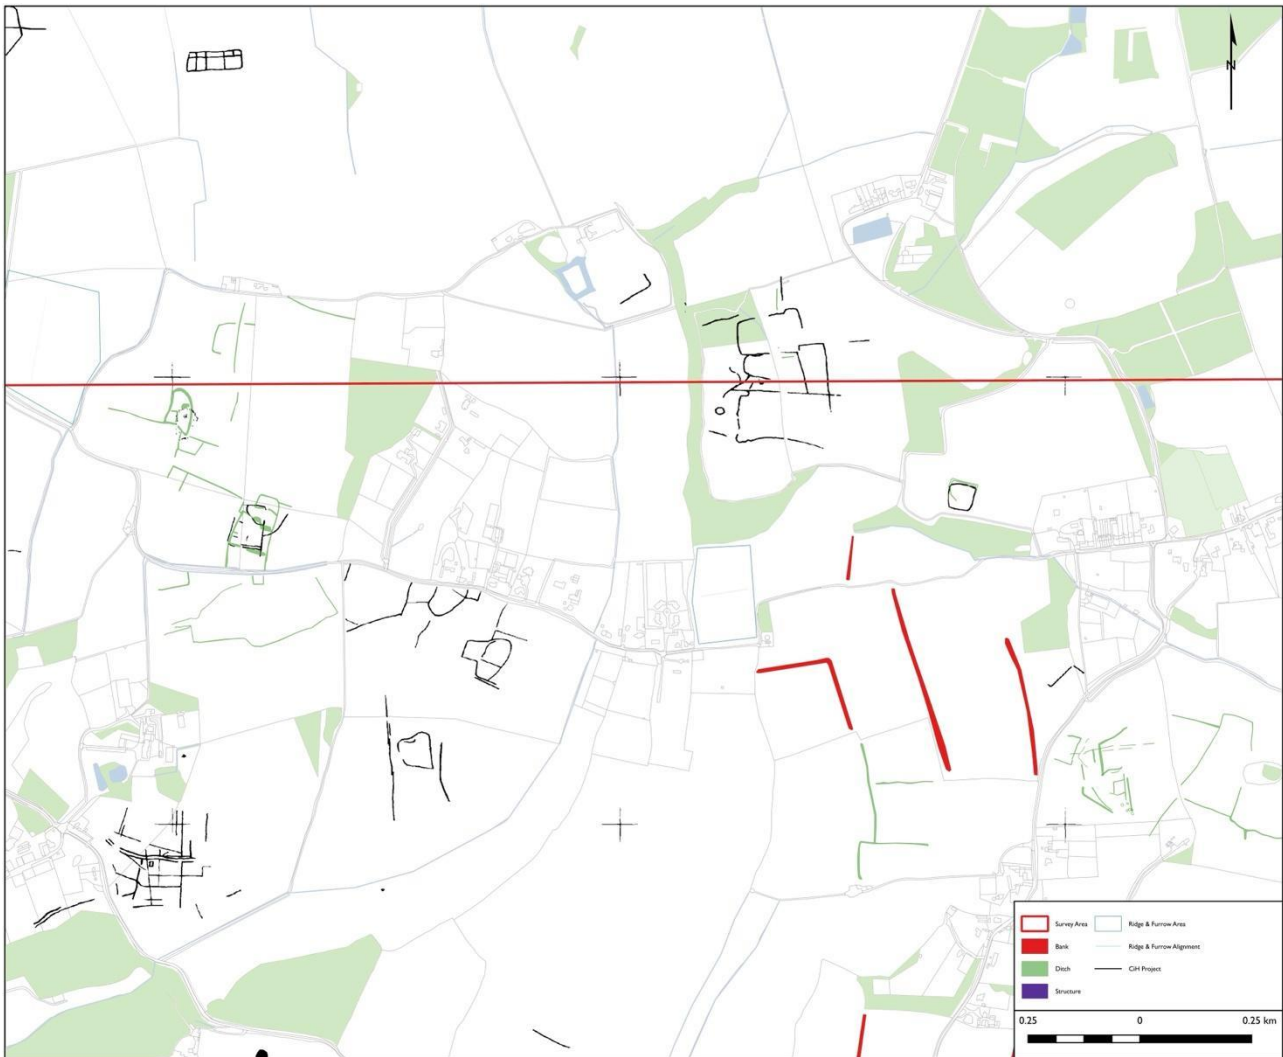 N
Survey Area
Ridge & Furrow Area
Bank
Ridge & Furrow Alignment
Ditch
CiH Project
Structure
0.25 0 0.25 km